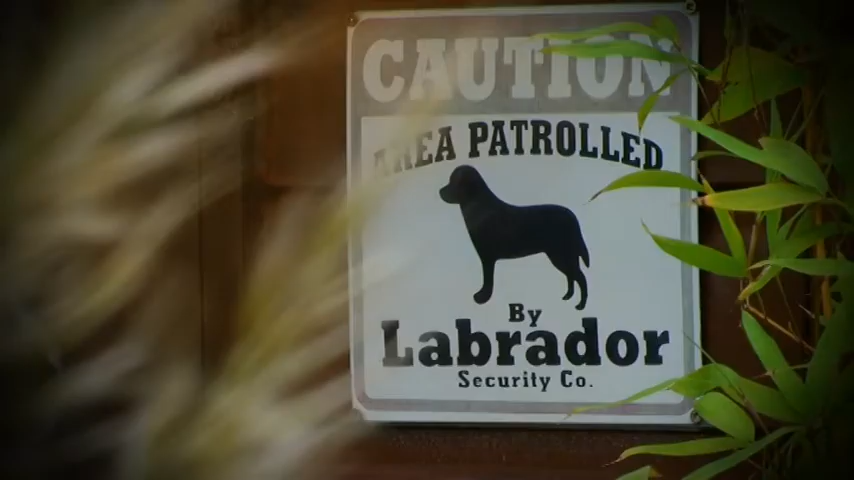 CAUTION
AREA PATROLLED
By
Labrador
Security Co.